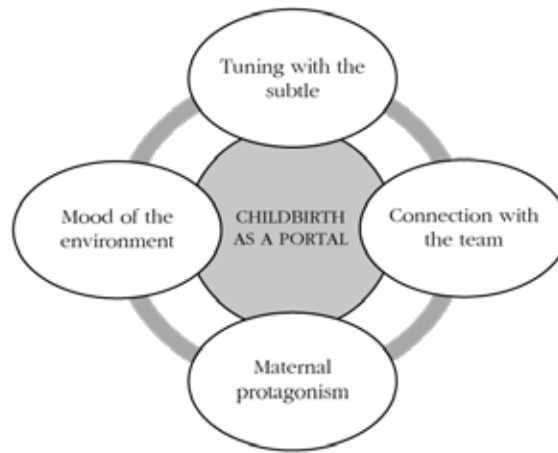 Tuning with the
subtle
Mood of the
environment
CHILDBIRTH
AS A PORTAL
Connection with
the team
Maternal
protagonism